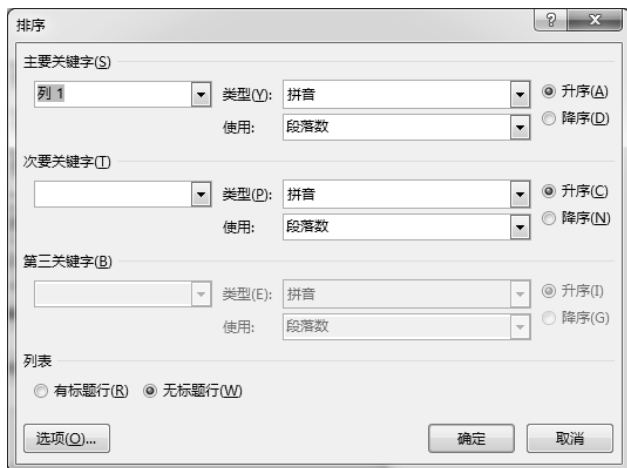 排序
主要关键字(S)
列 1 类型(Y): 拼音 升序(A)
使用: 段落数 降序(D)
次要关键字(T)
类型(P): 拼音 升序(C)
使用: 段落数 降序(N)
第三关键字(B)
类型(E): 拼音 升序(I)
使用: 段落数 降序(G)
列表
有标题行(R) 无标题行(W)
选项(O)... 确定 取消